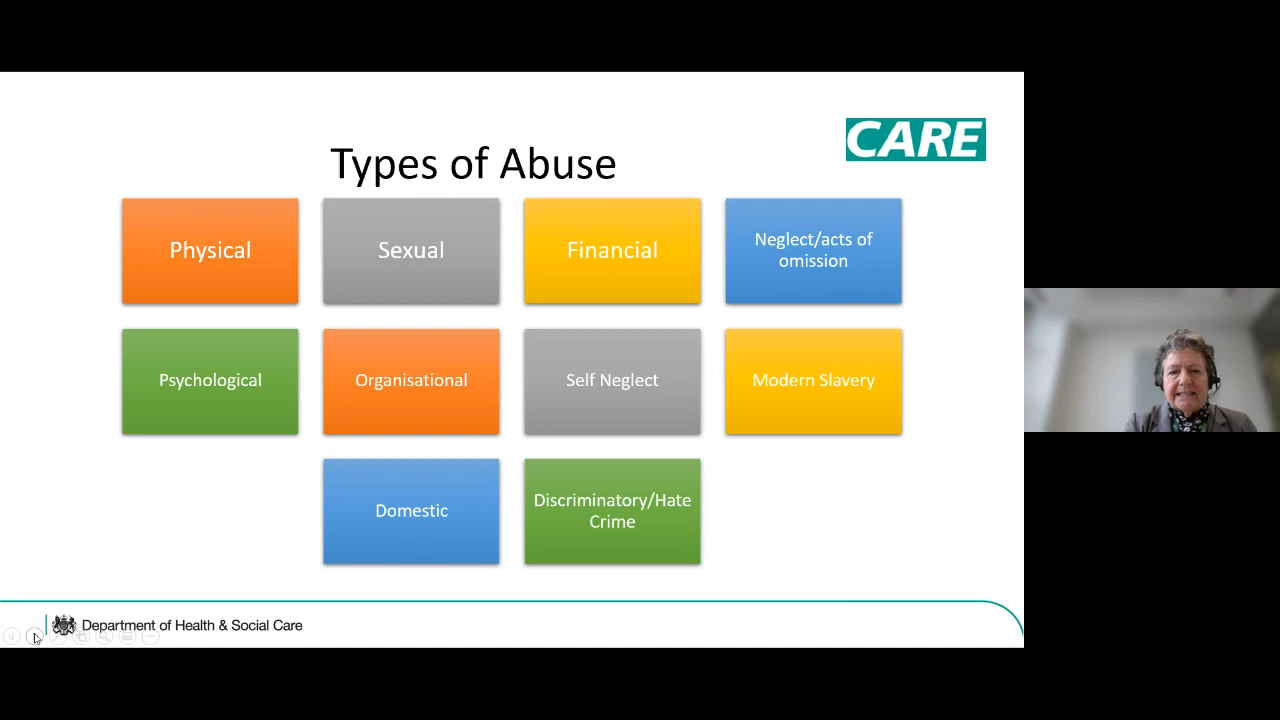 CARE
Types of Abuse
Physical
Sexual
Financial
Neglect/acts of
omission
Psychological
Organisational
Self Neglect
Modern Slavery
Domestic
Discriminatory/Hate
Crime
Department of Health & Social Care